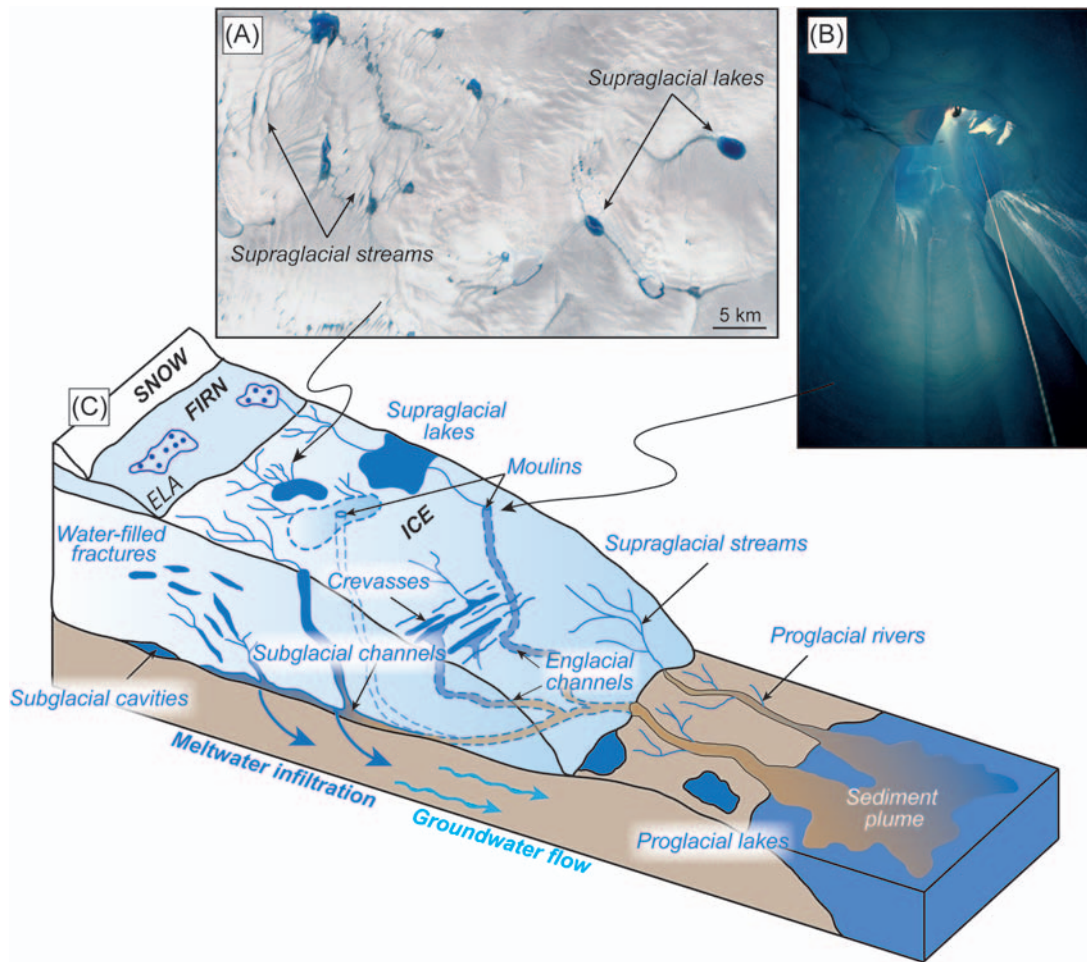 (A)
Supraglacial lakes
Supraglacial streams
5 km
(B)
(C)
SNOW
FIRN
ELA
ICE
Supraglacial
lakes
Moulins
Water-filled
fractures
Crevasses
Supraglacial streams
Subglacial channels
Englacial
channels
Proglacial rivers
Subglacial cavities
Meltwater infiltration
Groundwater flow
Proglacial lakes
Sediment
plume